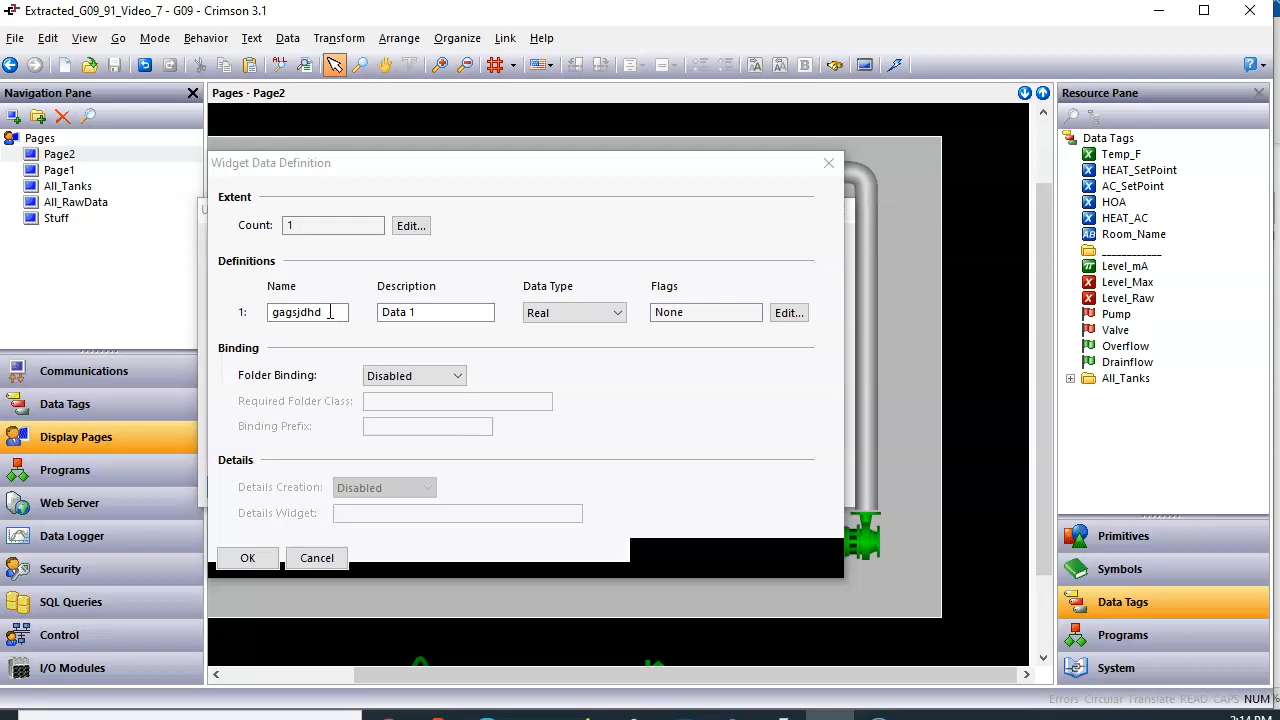 Extracted_G09_91_Video_7 - G09 - Crimson 3.1
File Edit View Go Mode Behavior Text Data Transform Arrange Organize Link Help
Navigation Pane
Pages
Page2
Page1
All_Tanks
All_RawData
Stuff
Communications
Data Tags
Display Pages
Programs
Web Server
Data Logger
Security
SQL Queries
Control
I/O Modules
Pages - Page2
Widget Data Definition
Extent
Count: 1 Edit...
Definitions
Name Description Data Type Flags
1: gagsjdhd Data 1 Real None Edit...
Binding
Folder Binding: Disabled
Required Folder Class:
Binding Prefix:
Details
Details Creation: Disabled
Details Widget:
OK Cancel
Resource Pane
Data Tags
Temp_F
HEAT_SetPoint
AC_SetPoint
HOA
HEAT_AC
Room_Name
____________
Level_mA
Level_Max
Level_Raw
Pump
Valve
Overflow
Drainflow
All_Tanks
Primitives
Symbols
Data Tags
Programs
System
Errors Circular Translate READ CAPS NUM